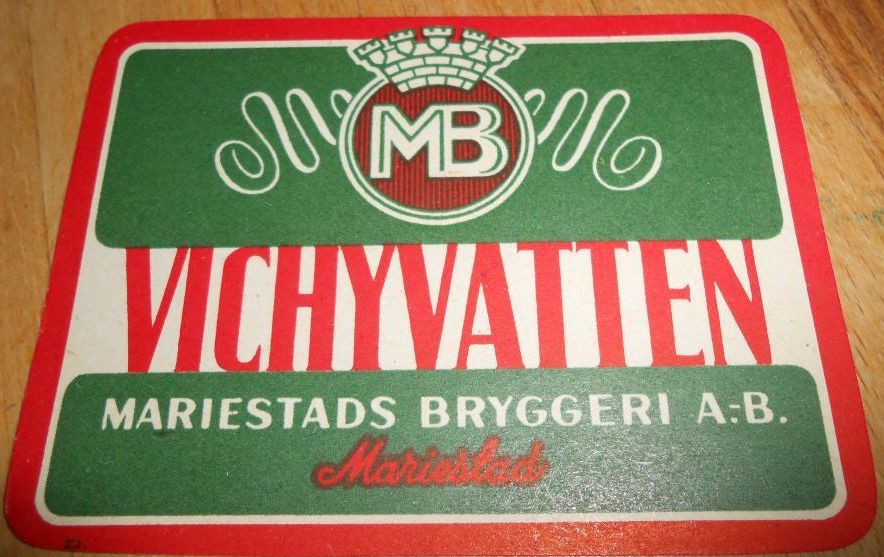 MB
VICHYVATTEN
MARIESTADS BRYGGERI A.-B.
Mariestad